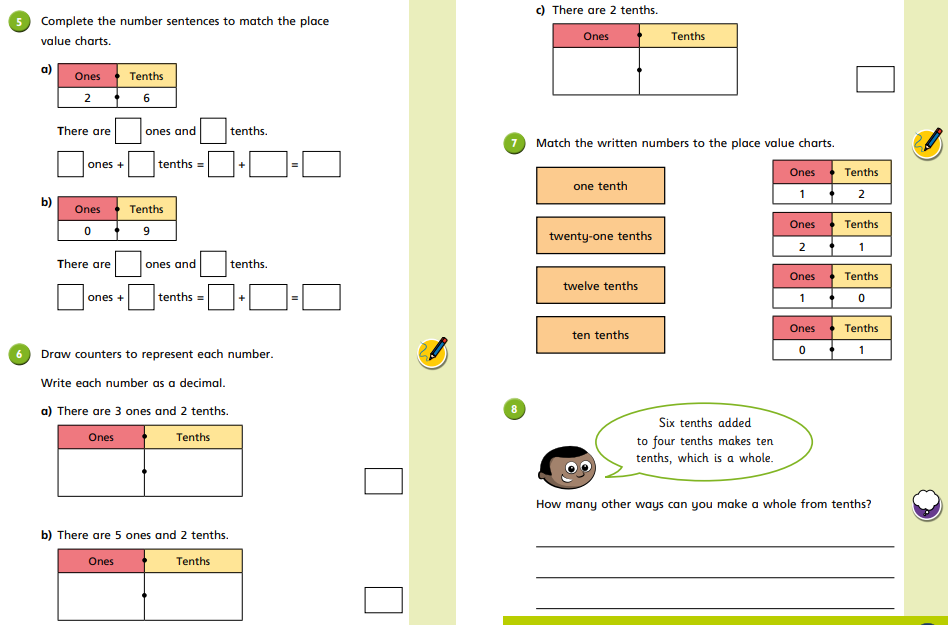 5 Complete the number sentences to match the place
value charts.
a)
Ones Tenths
2 6
There are ones and tenths.
ones + tenths = + =
b)
Ones Tenths
0 9
There are ones and tenths.
ones + tenths = + =
6 Draw counters to represent each number.
Write each number as a decimal.
a) There are 3 ones and 2 tenths.
Ones Tenths
b) There are 5 ones and 2 tenths.
Ones Tenths
c) There are 2 tenths.
Ones Tenths
7 Match the written numbers to the place value charts.
one tenth
twenty-one tenths
twelve tenths
ten tenths
Ones Tenths
1 2
Ones Tenths
2 1
Ones Tenths
1 0
Ones Tenths
0 1
8
Six tenths added
to four tenths makes ten
tenths, which is a whole.
How many other ways can you make a whole from tenths?